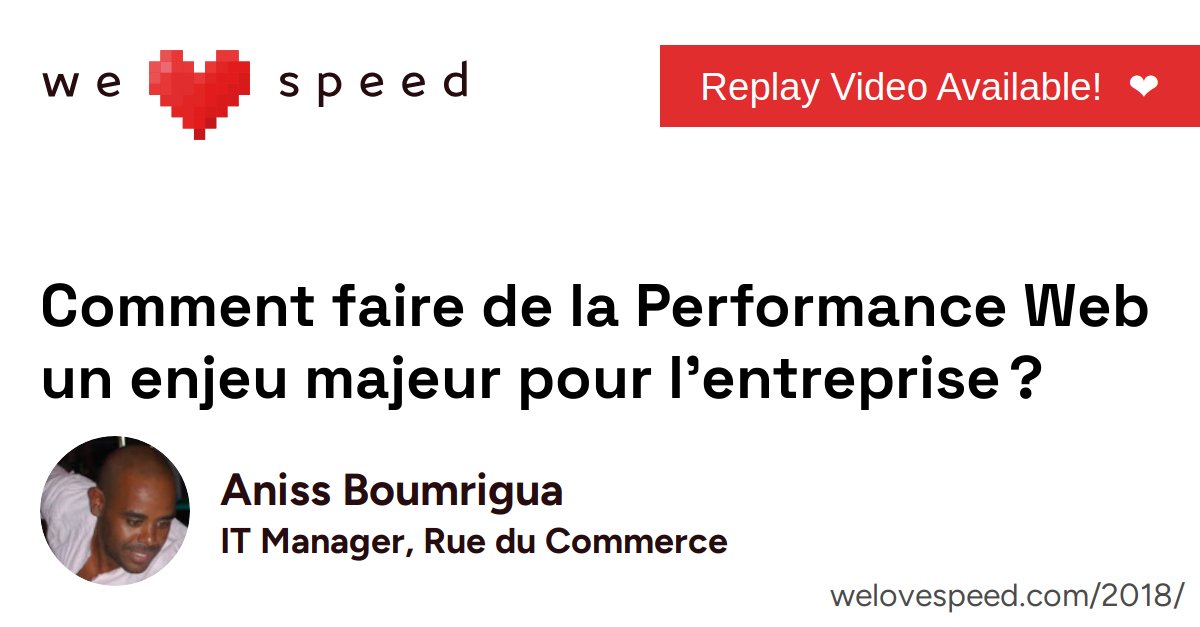 we ❤ speed
Replay Video Available! ❤
Comment faire de la Performance Web
un enjeu majeur pour l’entreprise ?
Aniss Boumrigua
IT Manager, Rue du Commerce
welovespeed.com/2018/